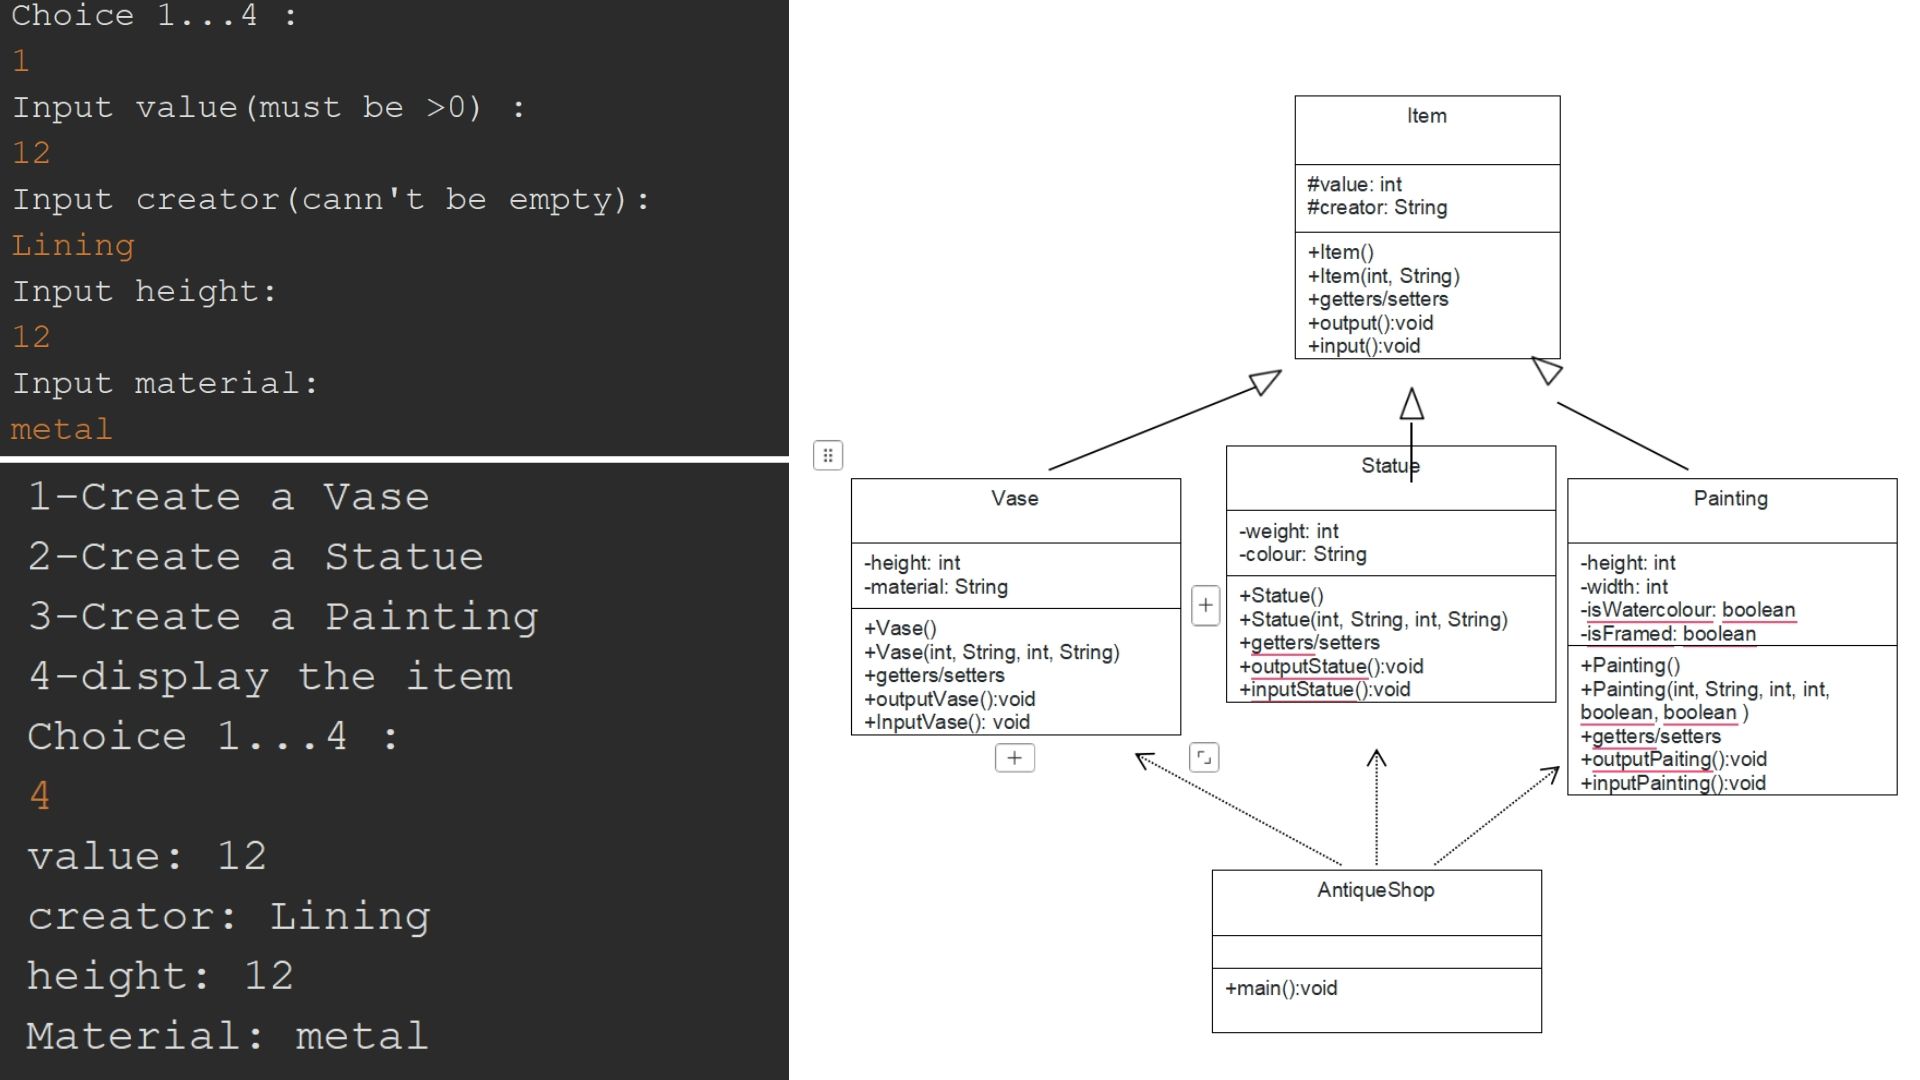 Choice 1...4 :
1
Input value(must be >0) :
12
Input creator(cann't be empty):
Lining
Input height:
12
Input material:
metal
1-Create a Vase
2-Create a Statue
3-Create a Painting
4-display the item
Choice 1...4 :
4
value: 12
creator: Lining
height: 12
Material: metal
Item
#value: int
#creator: String
+Item()
+Item(int, String)
+getters/setters
+output():void
+input():void
Vase
-height: int
-material: String
+Vase()
+Vase(int, String, int, String)
+getters/setters
+outputVase():void
+InputVase(): void
Statue
-weight: int
-colour: String
+Statue()
+Statue(int, String, int, String)
+getters/setters
+outputStatue():void
+inputStatue():void
Painting
-height: int
-width: int
-isWatercolour: boolean
-isFramed: boolean
+Painting()
+Painting(int, String, int, int,
boolean, boolean )
+getters/setters
+outputPaiting():void
+inputPainting():void
AntiqueShop
+main():void